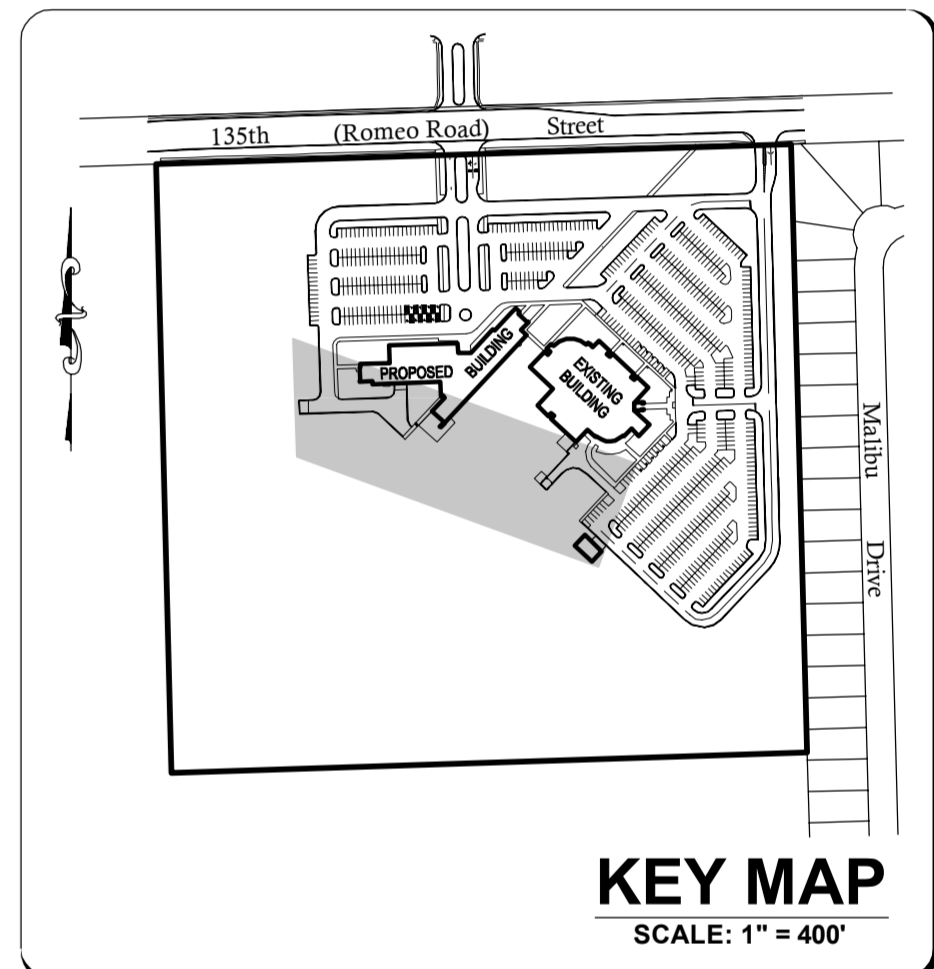 135th (Romeo Road) Street
PROPOSED BUILDING
EXISTING
BUILDING
Malibu Drive
KEY MAP
SCALE: 1" = 400'